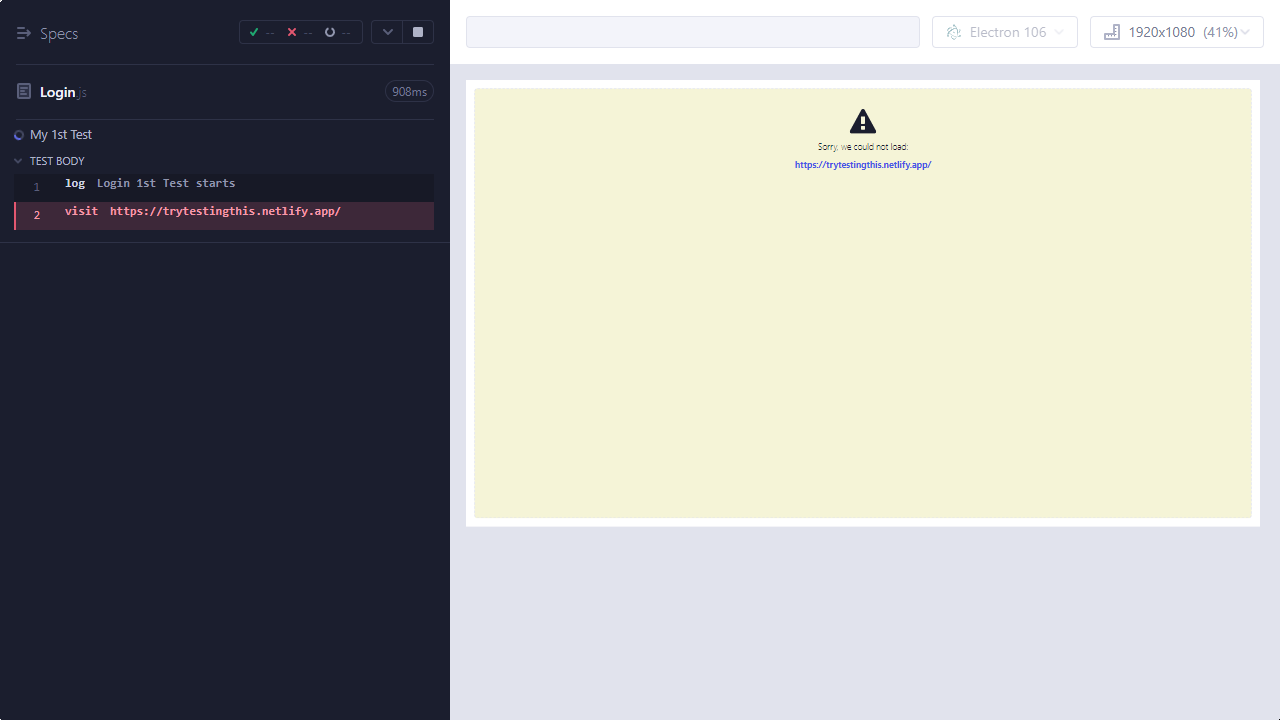 Specs
-- -- --
Electron 106
1920x1080 (41%)
Login.js
908ms
My 1st Test
TEST BODY
1 log Login 1st Test starts
2 visit https://trytestingthis.netlify.app/
Sorry, we could not load:
https://trytestingthis.netlify.app/